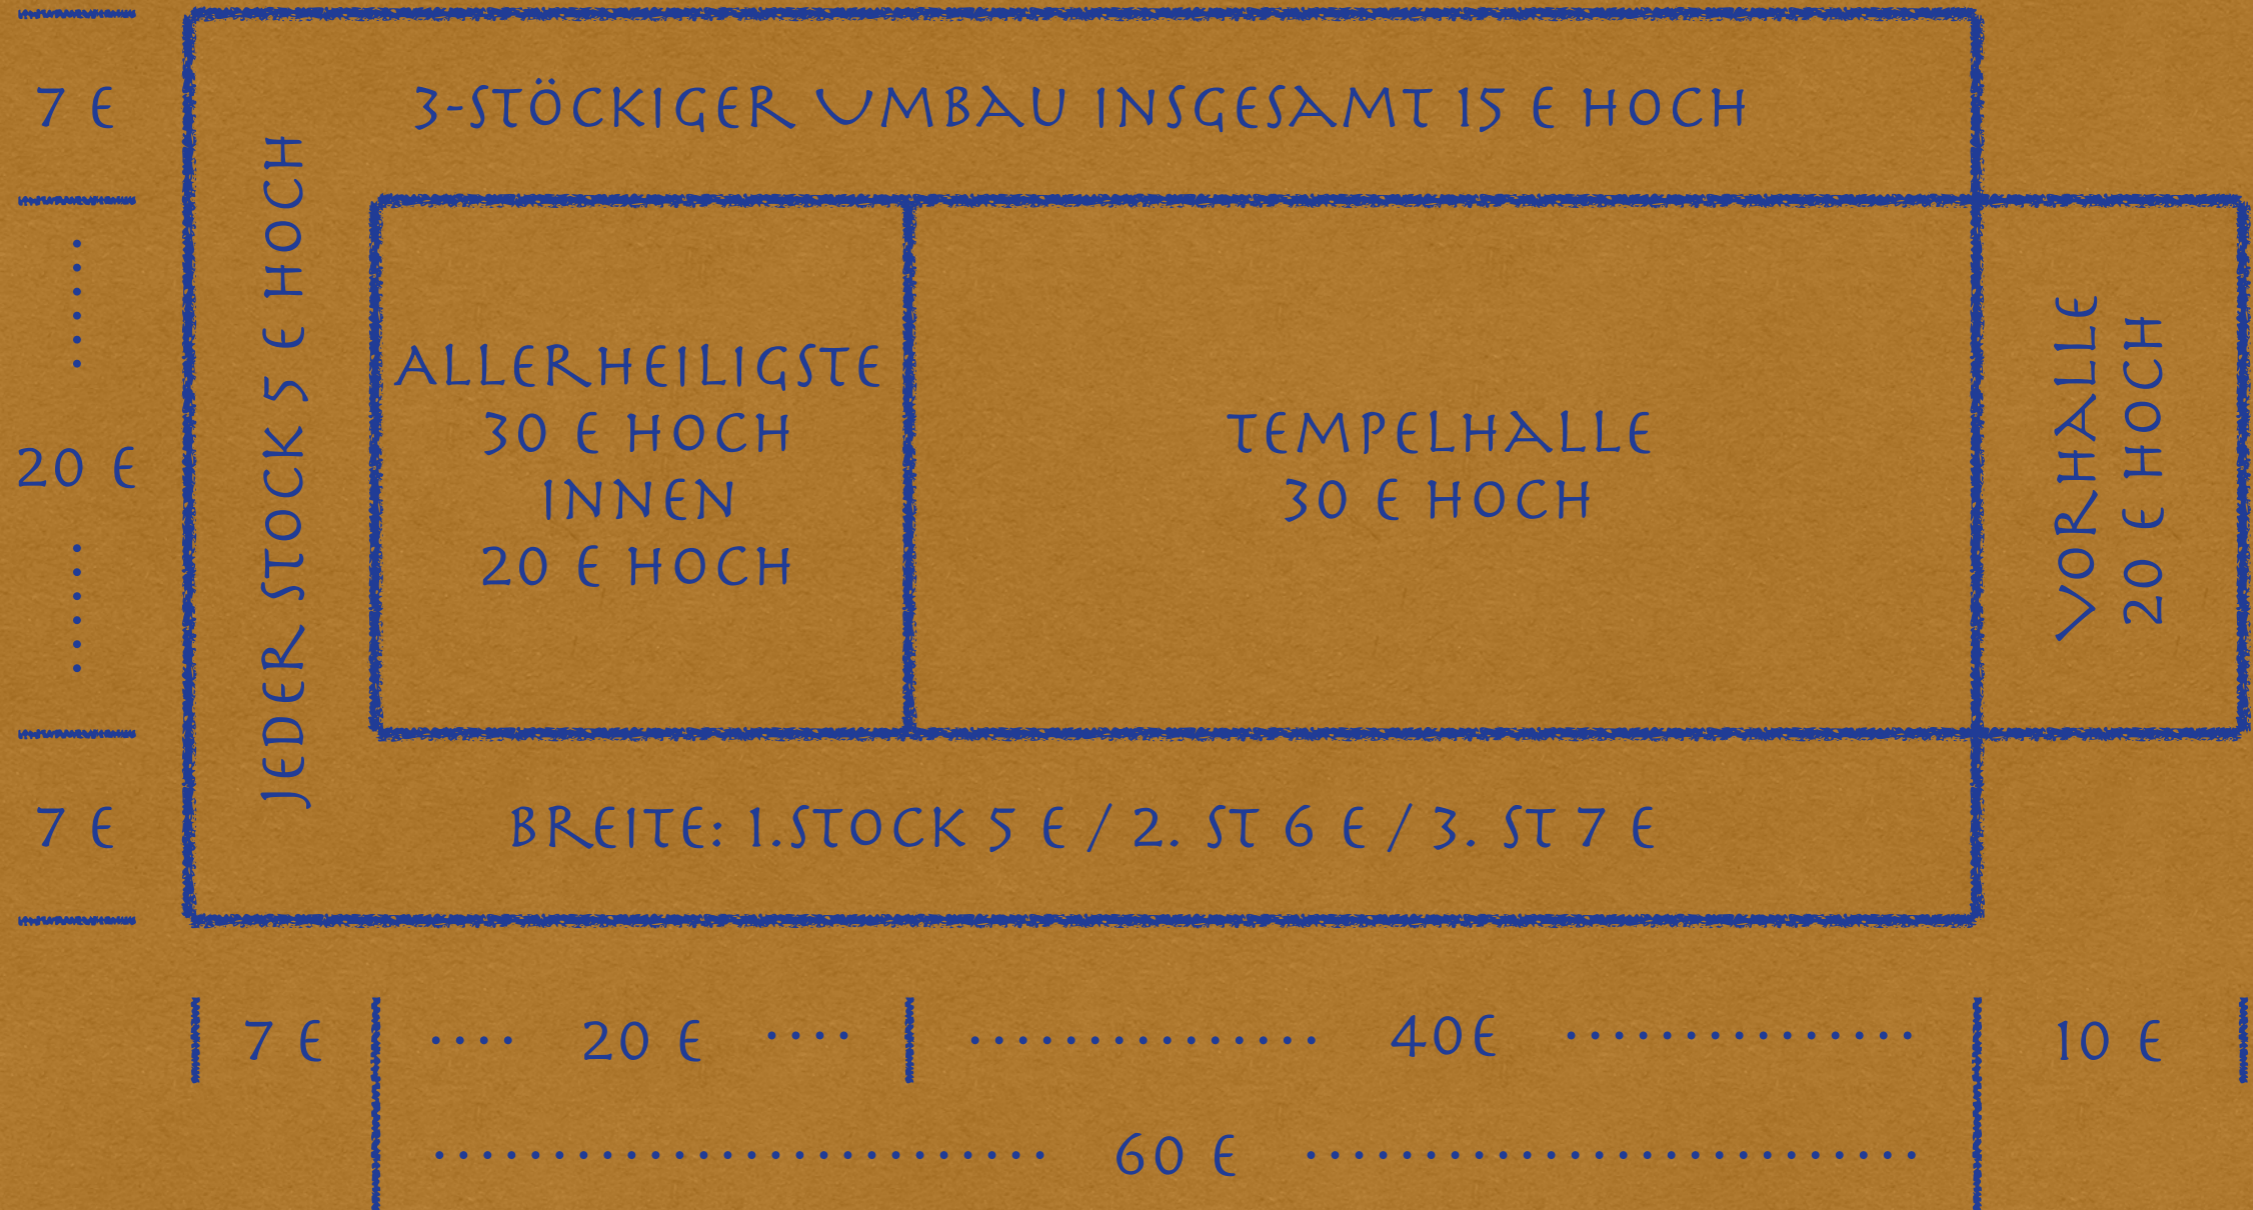 7 E
3-STÖCKIGER UMBAU INSGESAMT 15 E HOCH
JEDER STOCK 5 E HOCH
20 E
ALLERHEILIGSTE
30 E HOCH
INNEN
20 E HOCH
TEMPELHALLE
30 E HOCH
VORHALLE
20 E HOCH
7 E
BREITE: 1.STOCK 5 E / 2. ST 6 E / 3. ST 7 E
7 E
20 E
40E
10 E
60 E